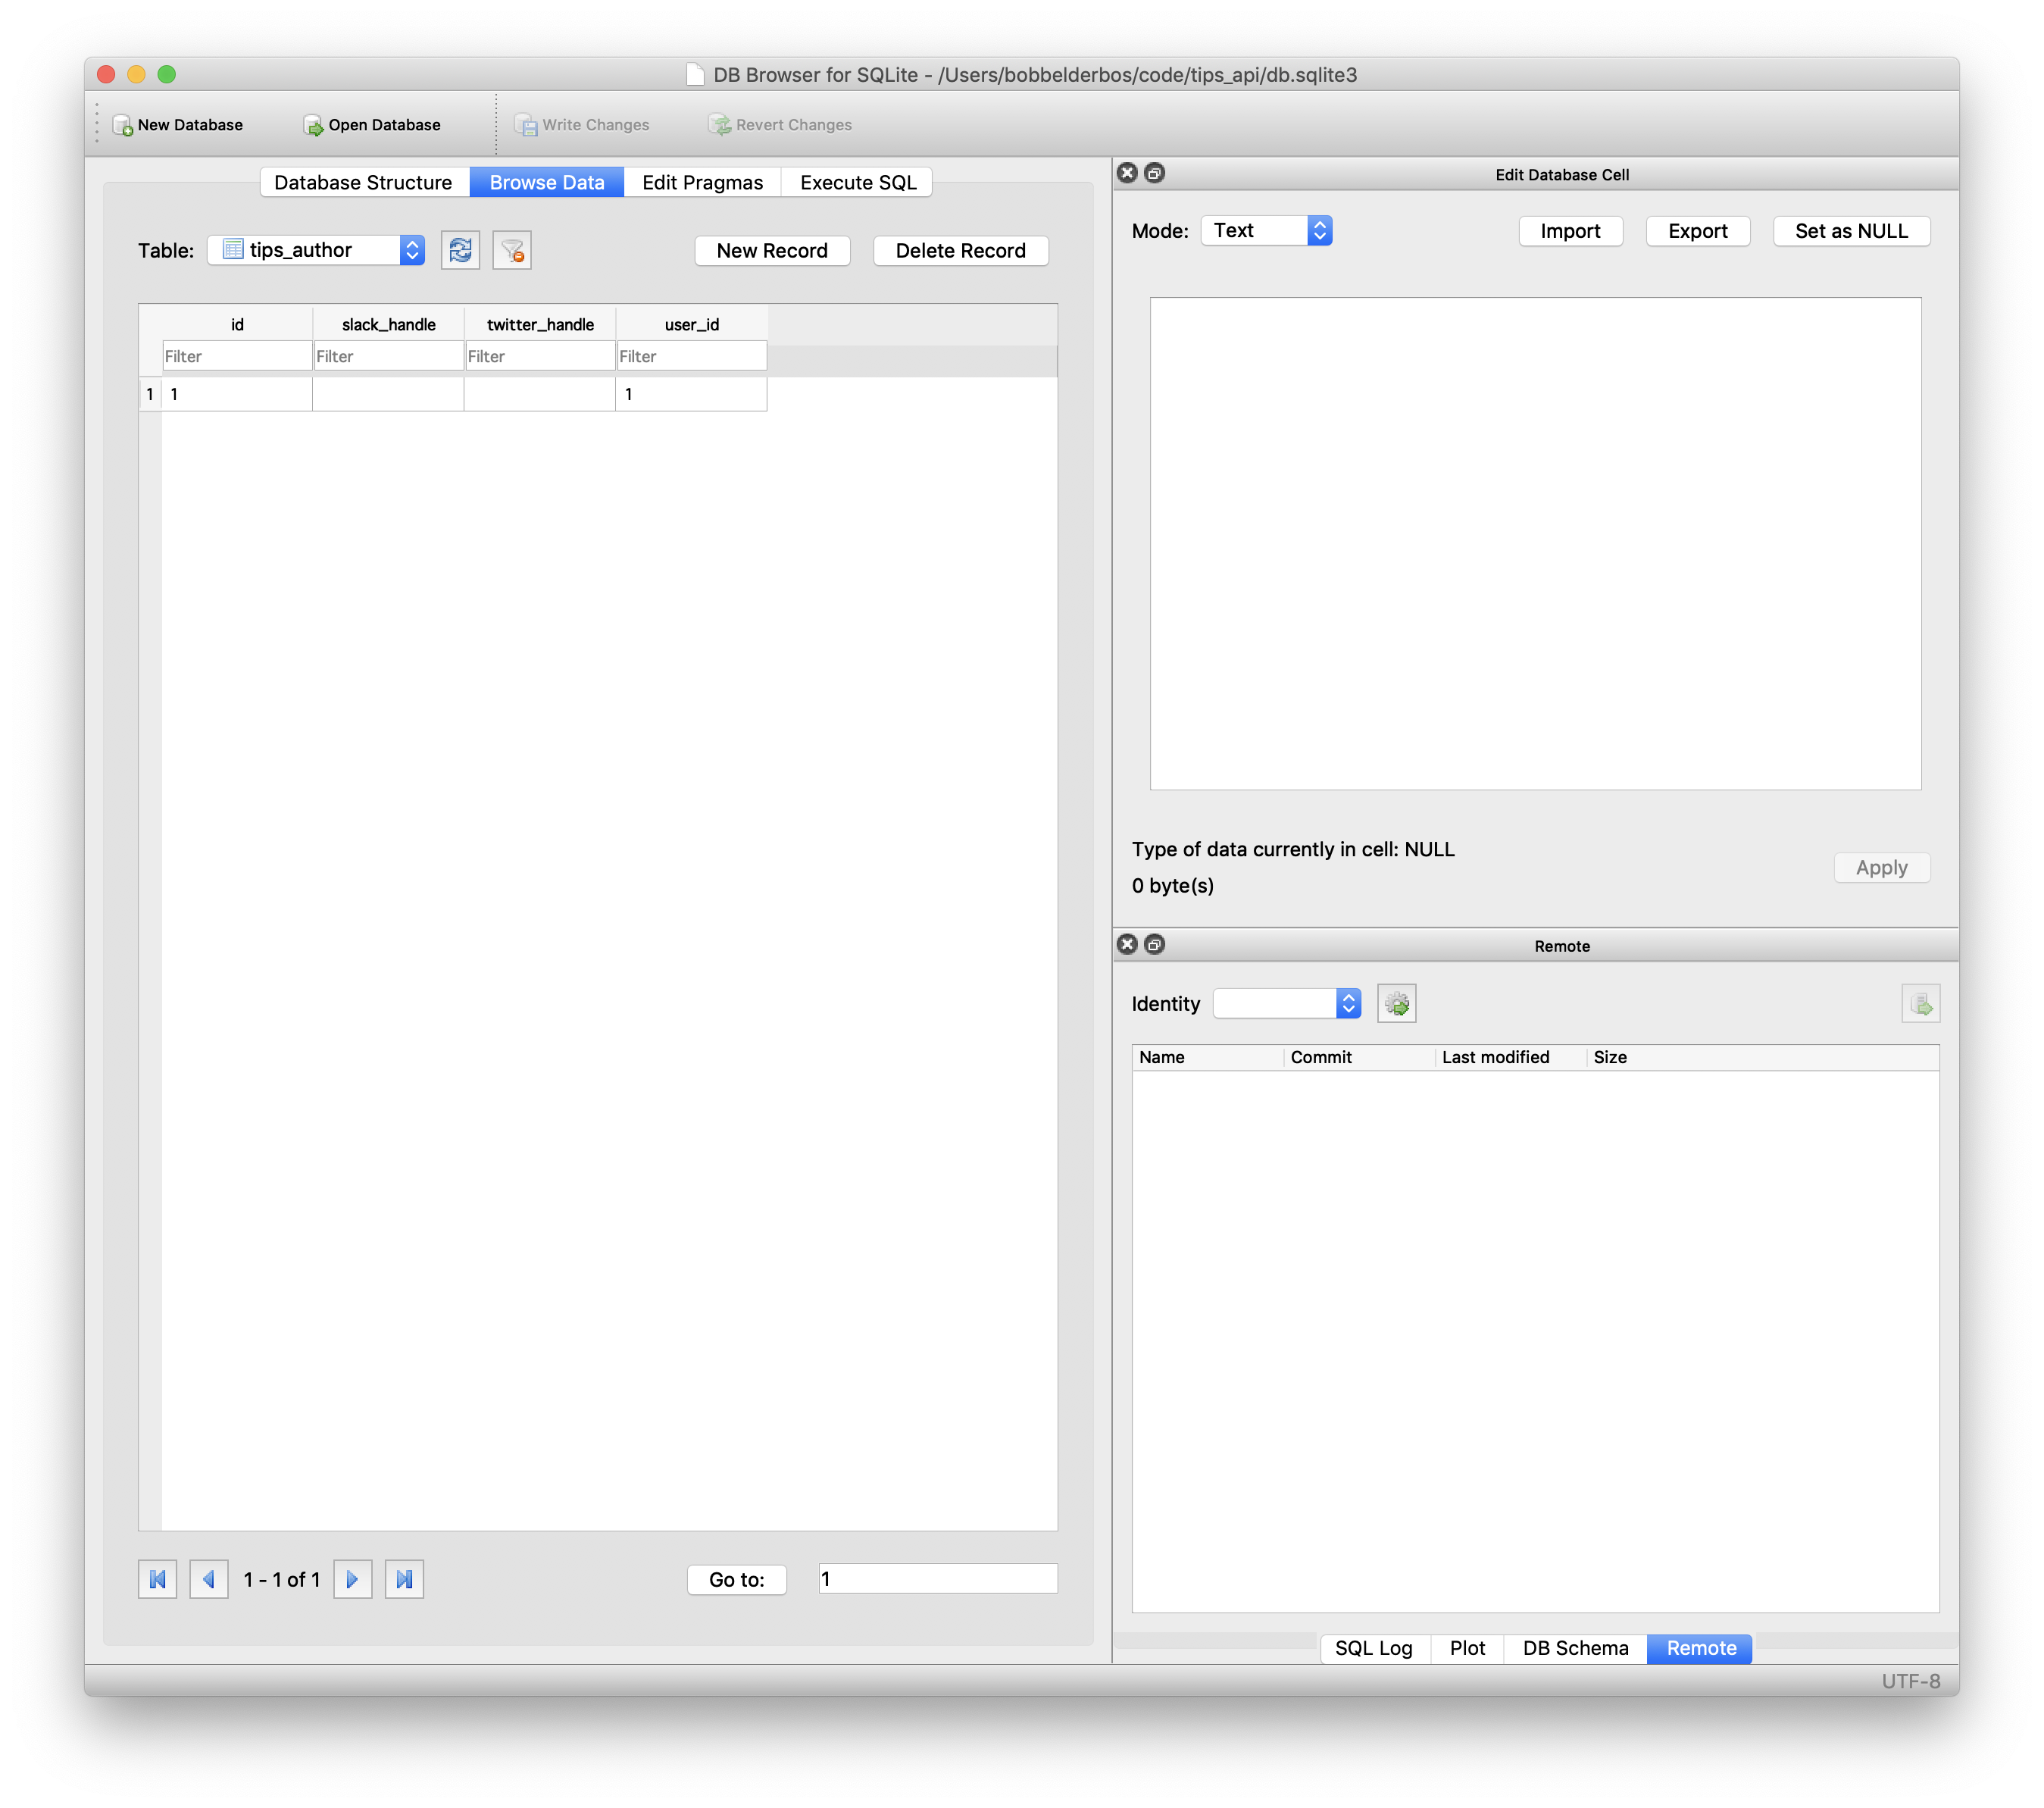 DB Browser for SQLite - /Users/bobbelderbos/code/tips_api/db.sqlite3
New Database Open Database Write Changes Revert Changes
Database Structure Browse Data Edit Pragmas Execute SQL
Table: tips_author New Record Delete Record
id slack_handle twitter_handle user_id
Filter Filter Filter Filter
1 1 1
1 - 1 of 1 Go to: 1
Edit Database Cell
Mode: Text Import Export Set as NULL
Type of data currently in cell: NULL
0 byte(s)
Apply
Remote
Identity
Name Commit Last modified Size
SQL Log Plot DB Schema Remote
UTF-8